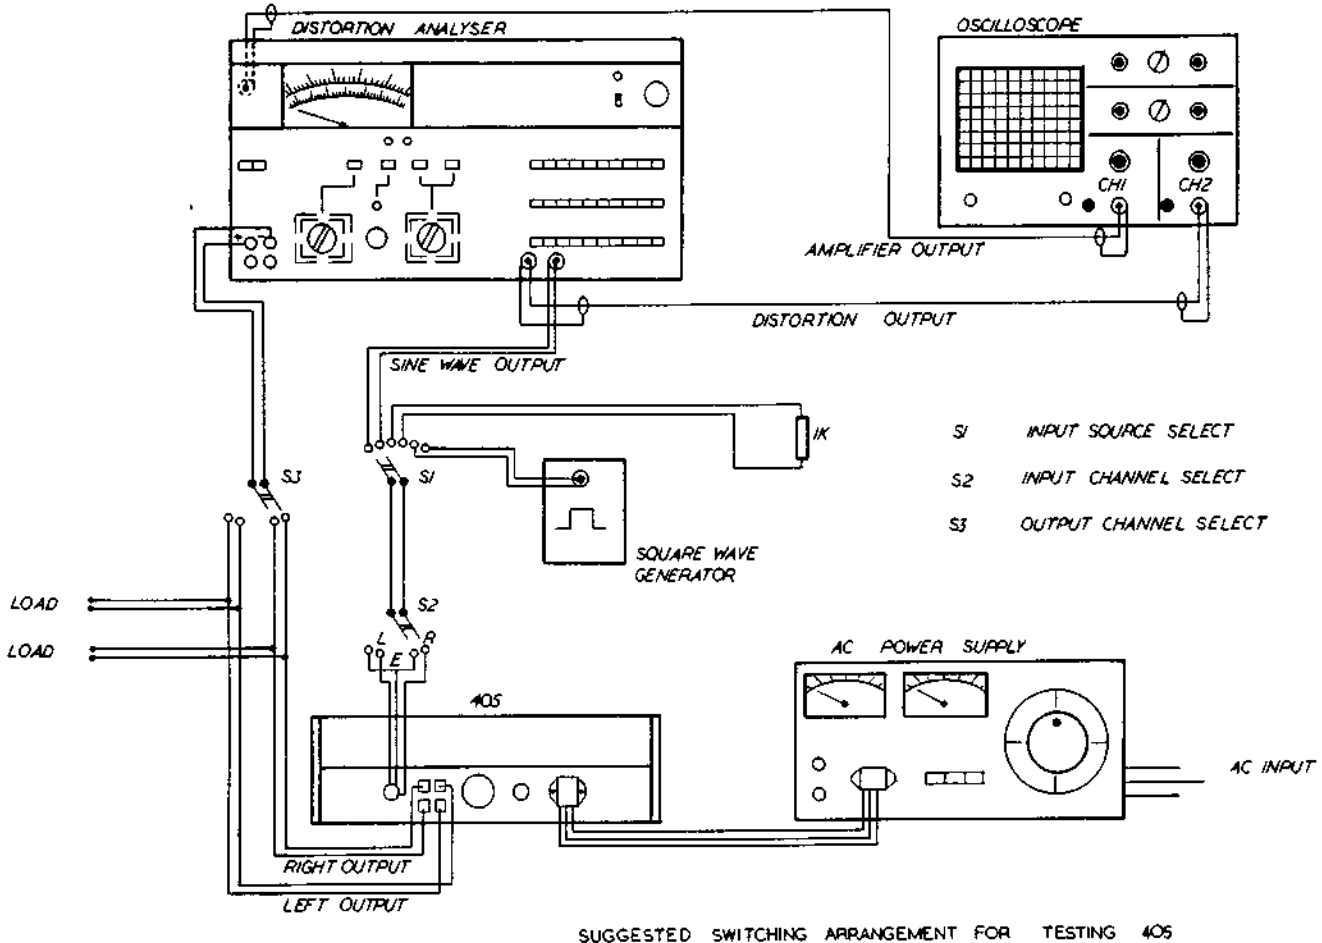 DISTORTION ANALYSER
OSCILLOSCOPE
CH1
CH2
AMPLIFIER OUTPUT
DISTORTION OUTPUT
SINE WAVE OUTPUT
1K
S1 INPUT SOURCE SELECT
S3
S1
S2 INPUT CHANNEL SELECT
S3 OUTPUT CHANNEL SELECT
SQUARE WAVE
GENERATOR
LOAD
S2
L
R
E
LOAD
AC POWER SUPPLY
405
AC INPUT
RIGHT OUTPUT
LEFT OUTPUT
SUGGESTED SWITCHING ARRANGEMENT FOR TESTING 405